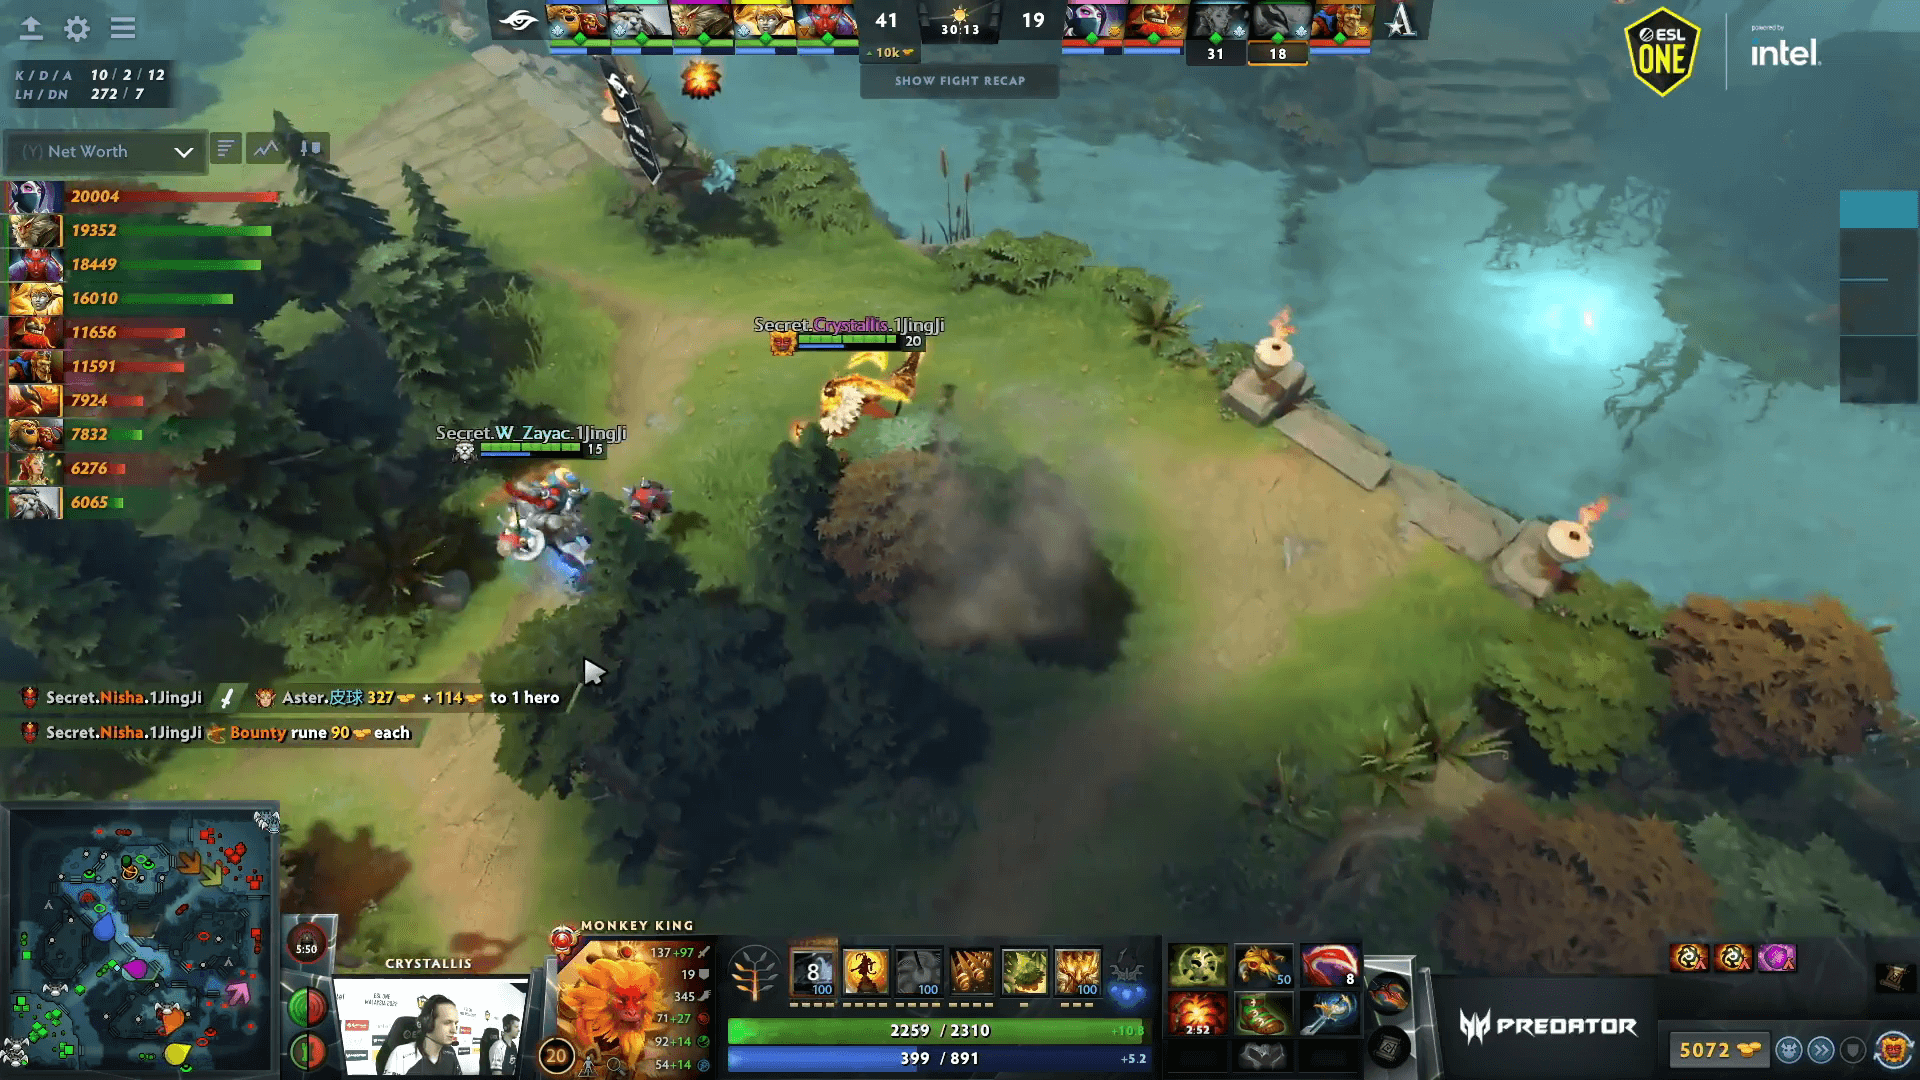 41
30:13
19
10k
31
18
SHOW FIGHT RECAP
ESL
ONE
powered by
intel.
K / D / A 10 / 2 / 12
LH / DN 272 / 7
(Y) Net Worth
20004
19352
18449
16010
11656
11591
7924
7832
6276
6065
Secret.Crystallis.1JingJi
20
Secret.W_Zayac.1JingJi
15
Secret.Nisha.1JingJi Aster.皮球 327 + 114 to 1 hero
Secret.Nisha.1JingJi Bounty rune 90 each
5:50
CRYSTALLIS
MONKEY KING
137+97
19
345
71+27
92+14
54+14
20
8
100
100
100
50
8
2:52
2259 / 2310
+10.8
399 / 891
+5.2
PREDATOR
5072